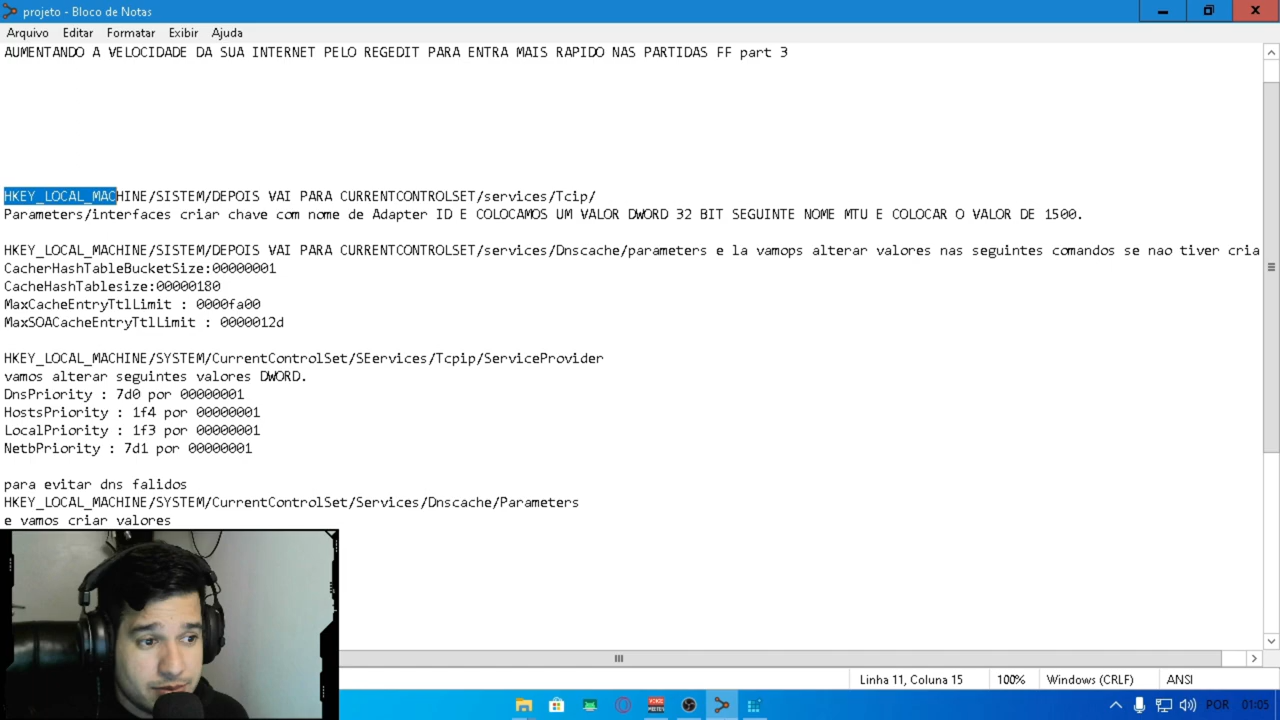 projeto - Bloco de Notas
Arquivo Editar Formatar Exibir Ajuda
AUMENTANDO A VELOCIDADE DA SUA INTERNET PELO REGEDIT PARA ENTRA MAIS RAPIDO NAS PARTIDAS FF part 3
HKEY_LOCAL_MACHINE/SISTEM/DEPOIS VAI PARA CURRENTCONTROLSET/services/Tcip/
Parameters/interfaces criar chave com nome de Adapter ID E COLOCAMOS UM VALOR DWORD 32 BIT SEGUINTE NOME MTU E COLOCAR O VALOR DE 1500.
HKEY_LOCAL_MACHINE/SISTEM/DEPOIS VAI PARA CURRENTCONTROLSET/services/Dnscache/parameters e la vamops alterar valores nas seguintes comandos se nao tiver cria
CacherHashTableBucketSize:00000001
CacheHashTablesize:00000180
MaxCacheEntryTtlLimit : 0000fa00
MaxSOACacheEntryTtlLimit : 0000012d
HKEY_LOCAL_MACHINE/SYSTEM/CurrentControlSet/SEervices/Tcpip/ServiceProvider
vamos alterar seguintes valores DWORD.
DnsPriority : 7d0 por 00000001
HostsPriority : 1f4 por 00000001
LocalPriority : 1f3 por 00000001
NetbPriority : 7d1 por 00000001
para evitar dns falidos
HKEY_LOCAL_MACHINE/SYSTEM/CurrentControlSet/Services/Dnscache/Parameters
e vamos criar valores
Linha 11, Coluna 15 100% Windows (CRLF) ANSI
POR 01:05